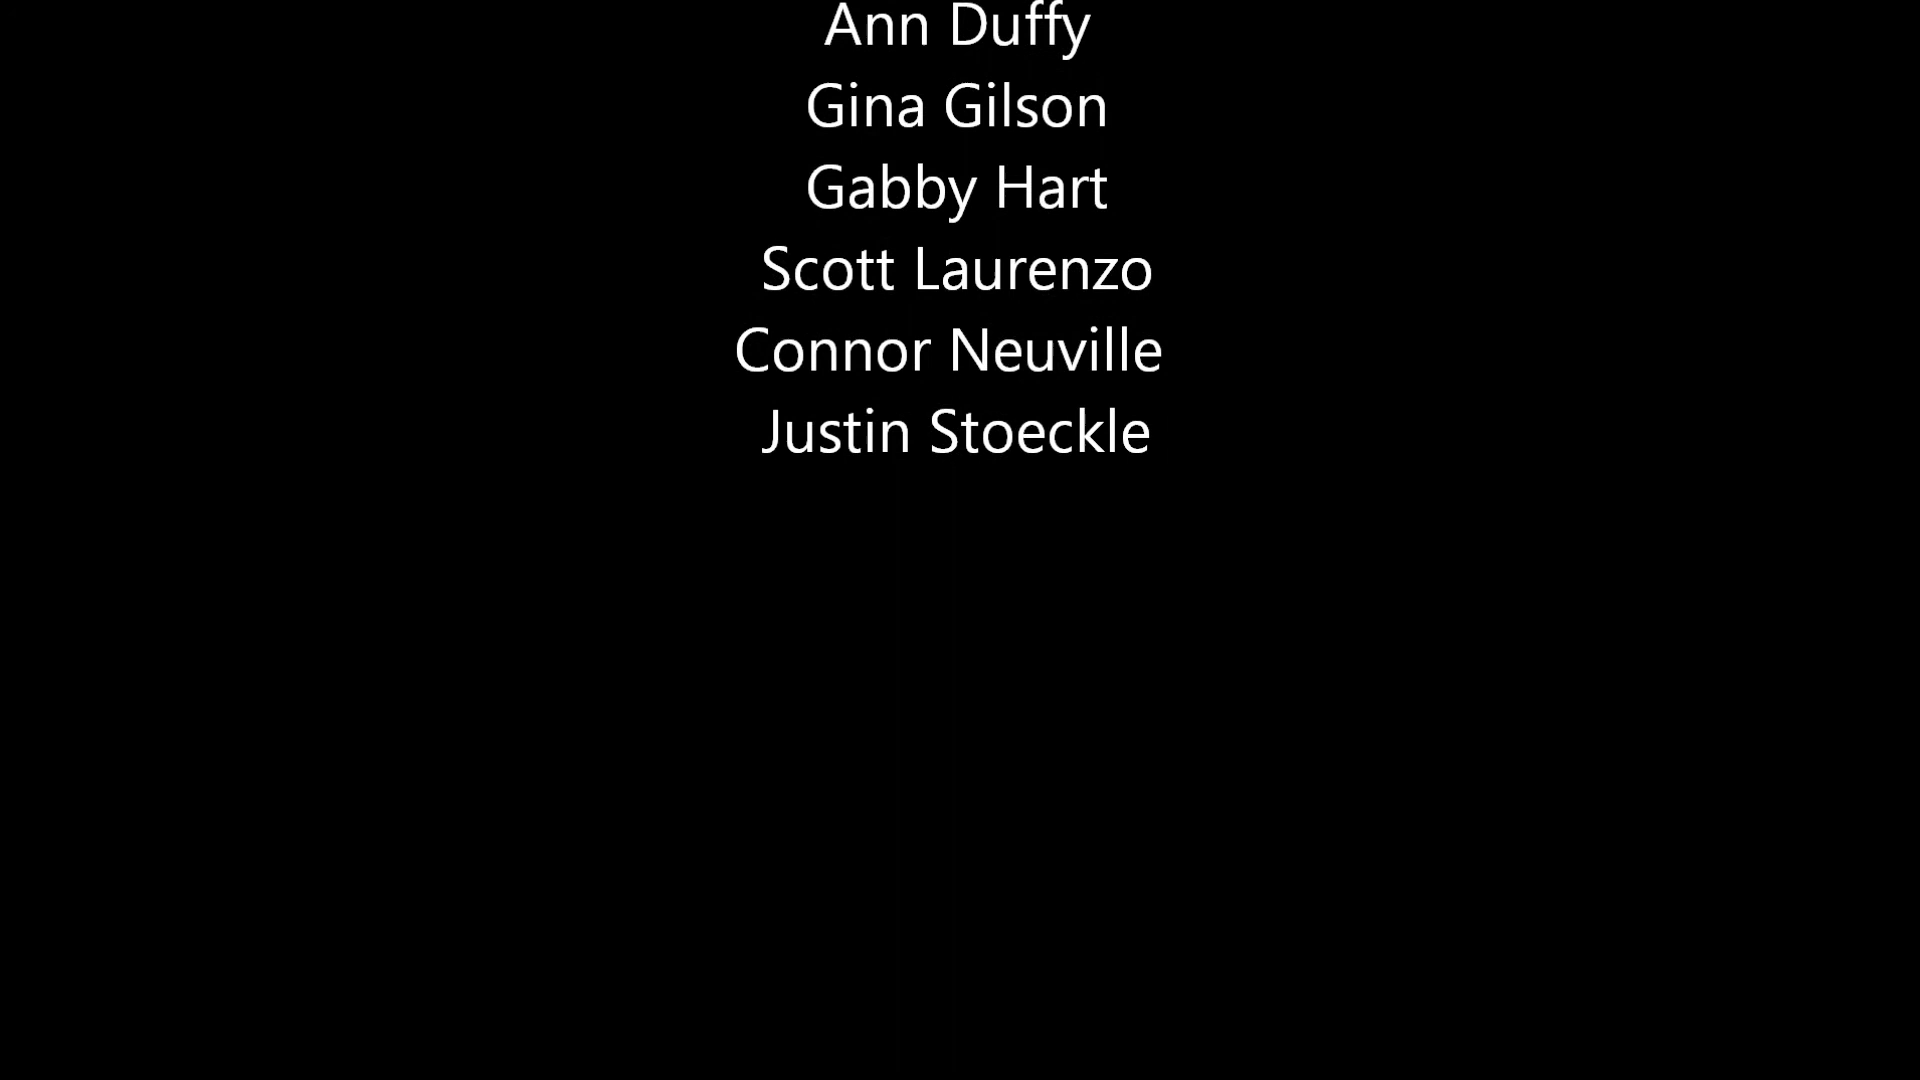 Ann Duffy
Gina Gilson
Gabby Hart
Scott Laurenzo
Connor Neuville
Justin Stoeckle